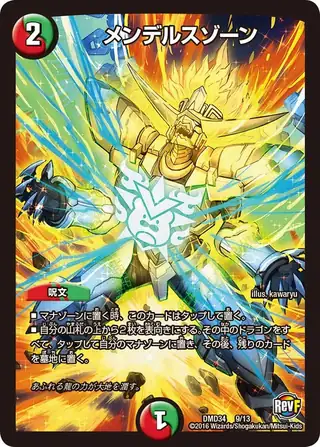 2
メンデルスゾーン
illus. kawaryu
呪文
■マナゾーンに置く時、このカードはタップして置く。
■自分の山札の上から2枚を表向きにする。その中のドラゴンをす
べて、タップして自分のマナゾーンに置き、その後、残りのカード
を墓地に置く。
あふれる龍の力が大地を潤す。
1
DMD34 9/13
©2016 Wizards/Shogakukan/Mitsui-Kids
RevF